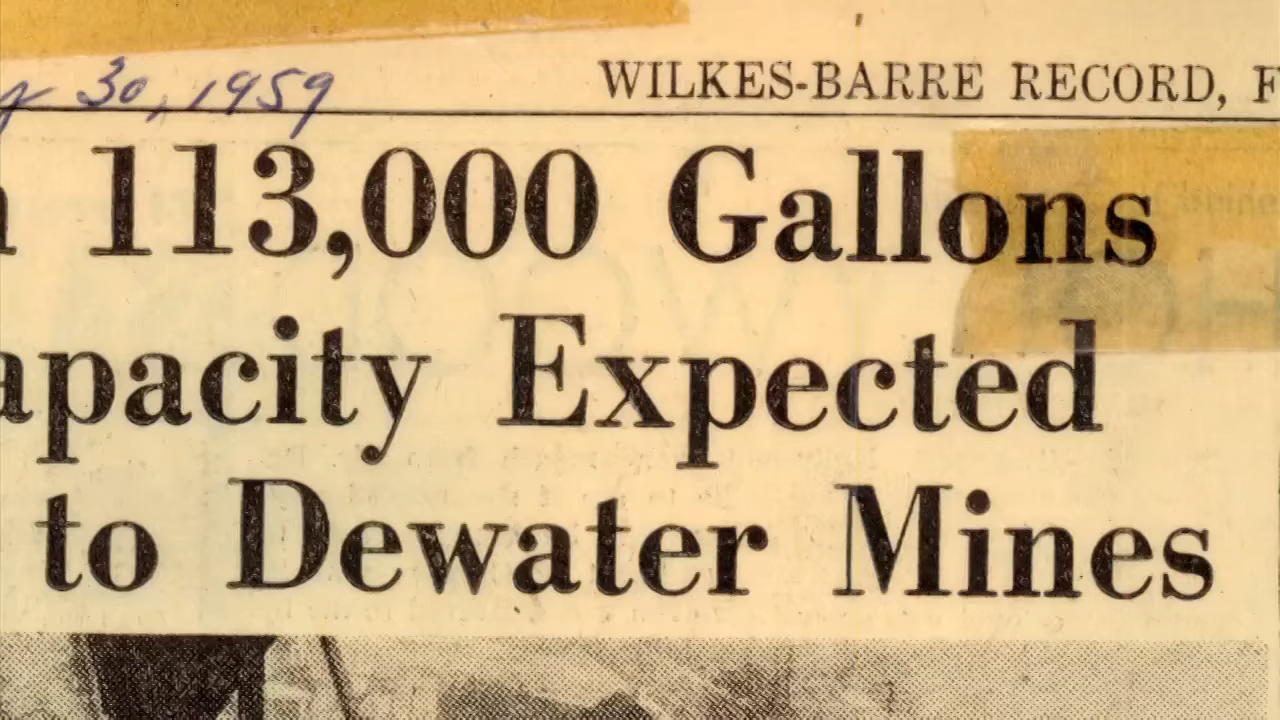 30, 1959
WILKES-BARRE RECORD, F
113,000 Gallons
apacity Expected
to Dewater Mines